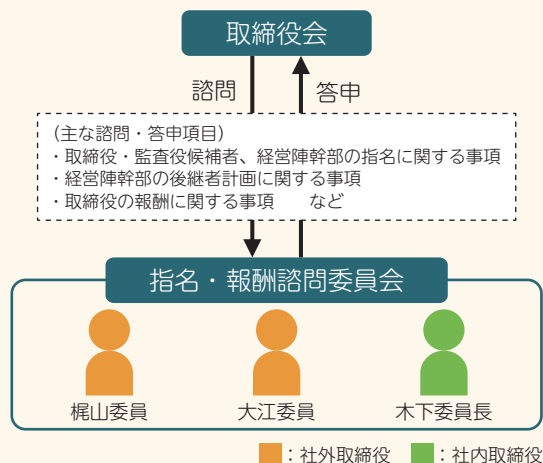 取締役会
諮問
答申
(主な諮問・答申項目)
・取締役・監査役候補者、経営陣幹部の指名に関する事項
・経営陣幹部の後継者計画に関する事項
・取締役の報酬に関する事項　　など
指名・報酬諮問委員会
梶山委員
大江委員
木下委員長
：社外取締役
：社内取締役